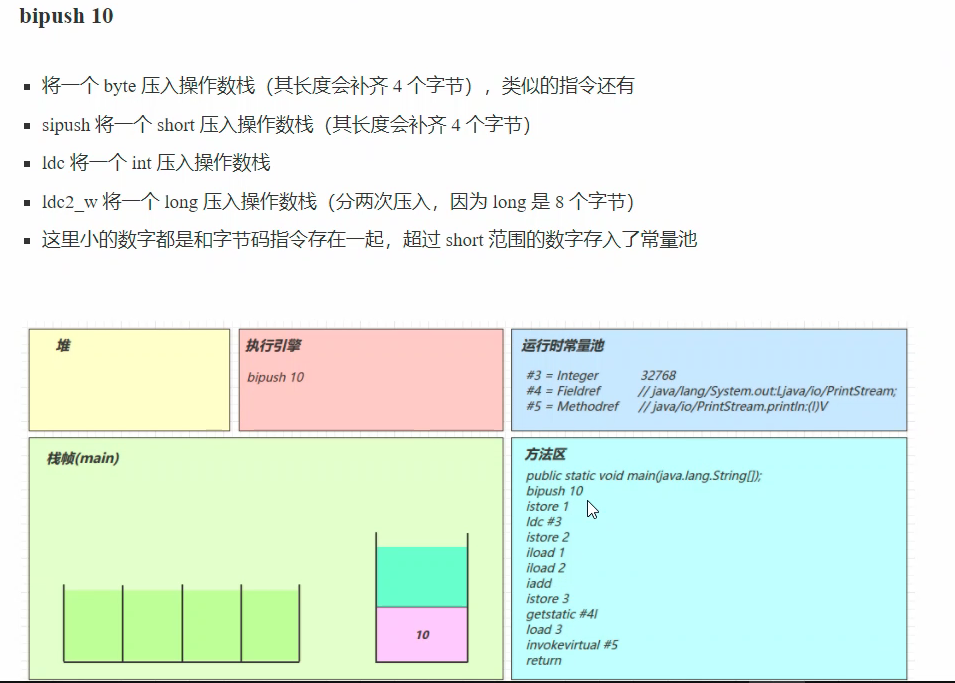 bipush 10
将一个 byte 压入操作数栈（其长度会补齐 4 个字节），类似的指令还有
sipush 将一个 short 压入操作数栈（其长度会补齐 4 个字节）
ldc 将一个 int 压入操作数栈
ldc2_w 将一个 long 压入操作数栈（分两次压入，因为 long 是 8 个字节）
这里小的数字都是和字节码指令存在一起，超过 short 范围的数字存入了常量池
堆
执行引擎
bipush 10
运行时常量池
#3 = Integer 32768
#4 = Fieldref // java/lang/System.out:Ljava/io/PrintStream;
#5 = Methodref // java/io/PrintStream.println:(I)V
栈帧(main)
10
方法区
public static void main(java.lang.String[]);
bipush 10
istore 1
ldc #3
istore 2
iload 1
iload 2
iadd
istore 3
getstatic #4l
load 3
invokevirtual #5
return